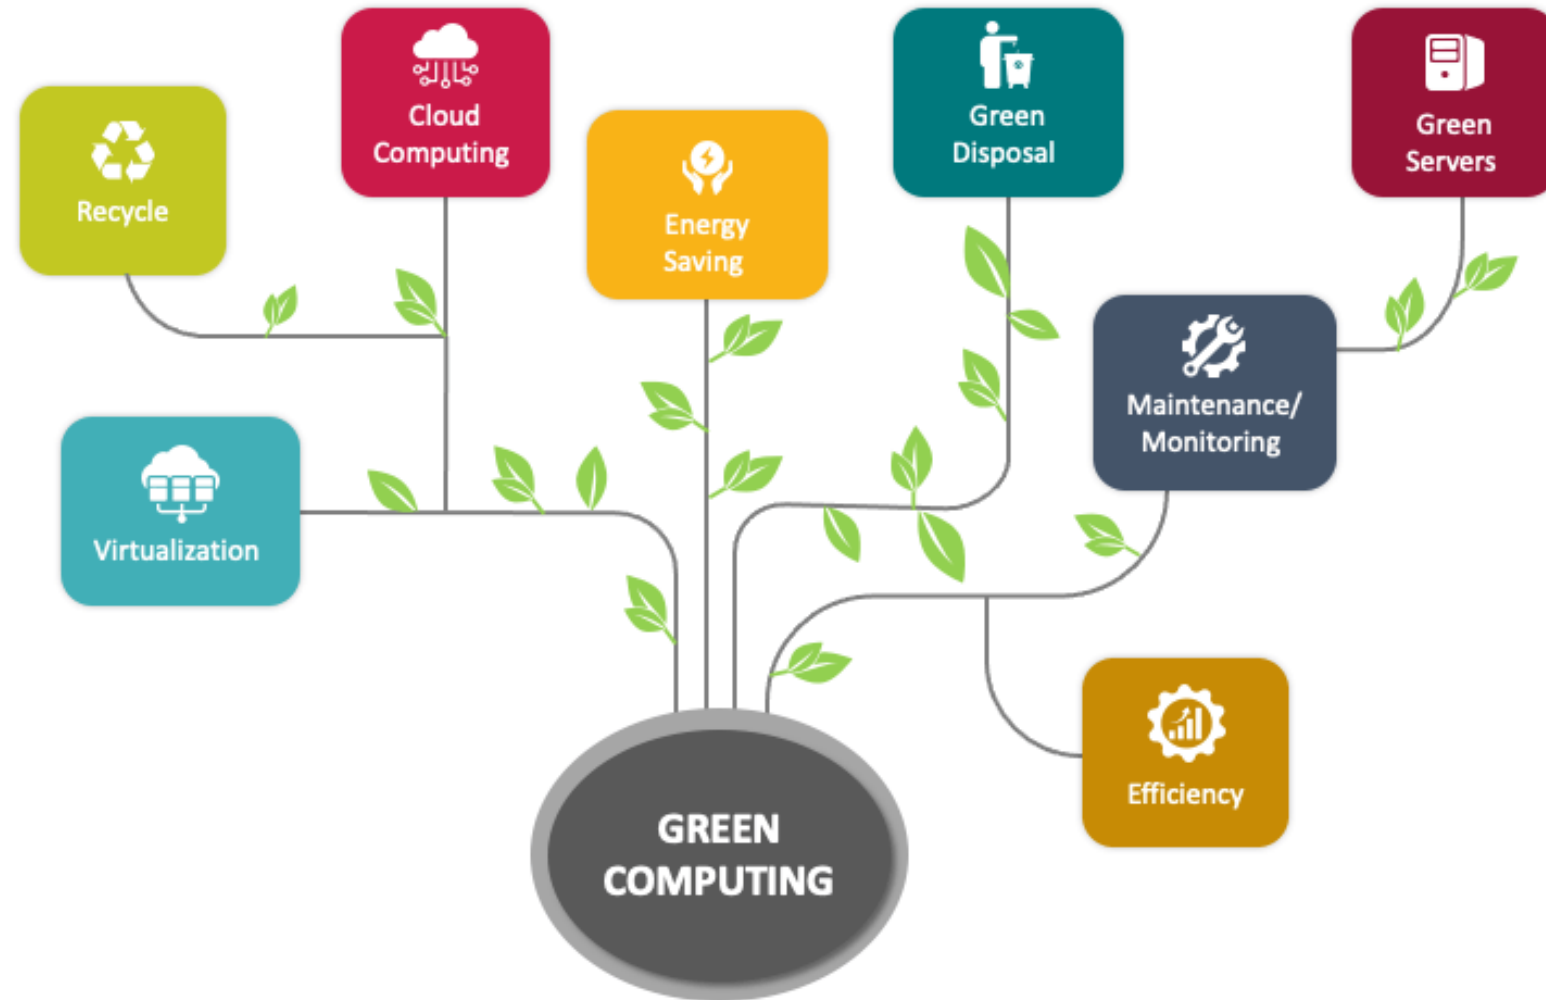 Cloud
Computing
Green
Disposal
Green
Servers
Recycle
Energy
Saving
Maintenance/
Monitoring
Virtualization
Efficiency
GREEN
COMPUTING